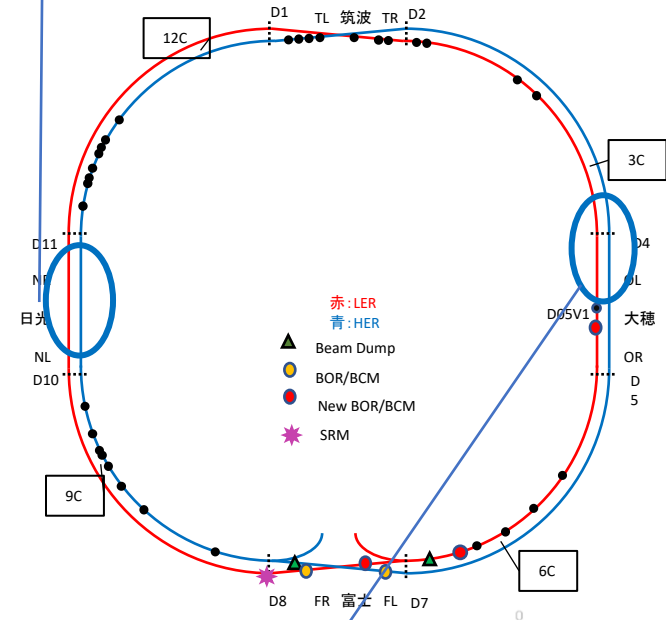 D1 TL 筑波 TR D2
12C
3C
D11
D4
OL
D05V1 大穂
日光
赤:LER
青:HER
Beam Dump
BOR/BCM
New BOR/BCM
SRM
NL
D10
OR
D
5
9C
6C
D8 FR 富士 FL D7
0